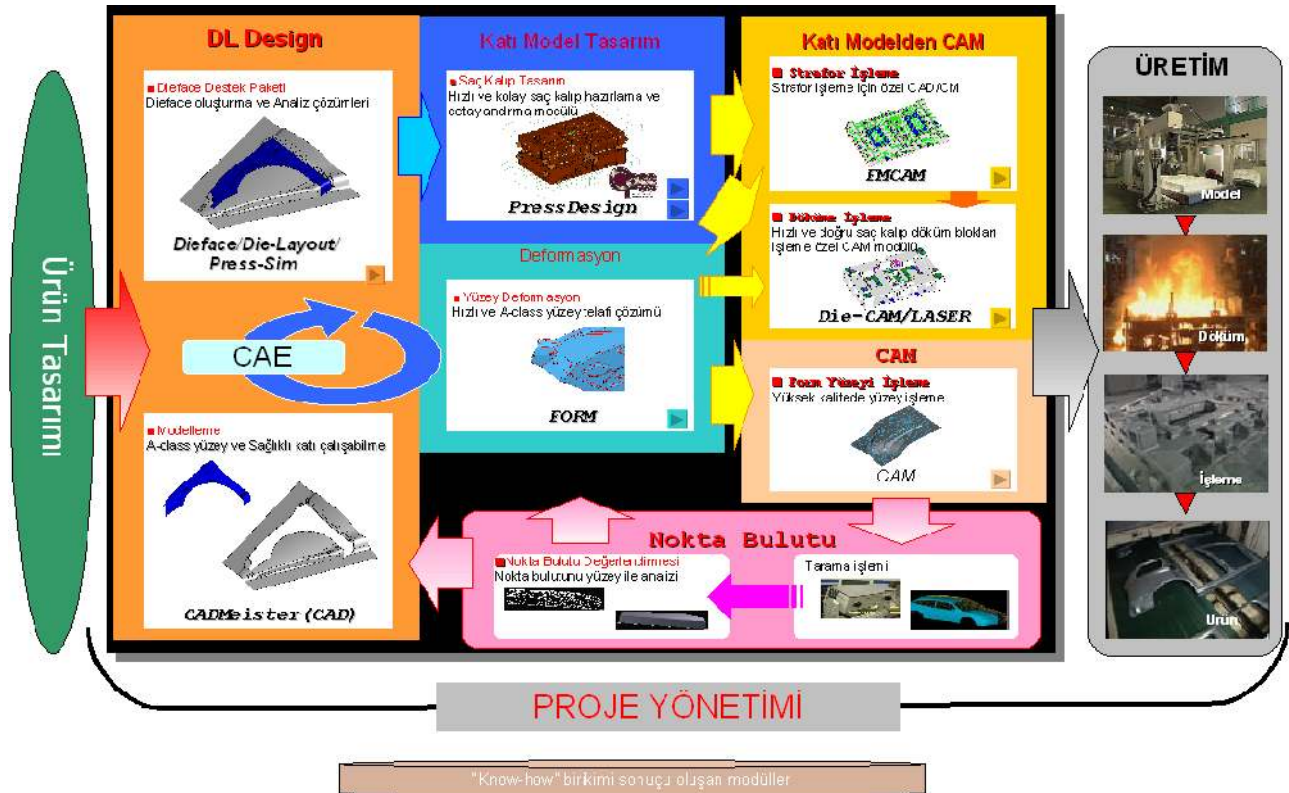 Ürün Tasarımı
DL Design
■ Dieface Destek Paketi
Dieface oluşturma ve Analiz çözümleri
Dieface/Die-Layout/
Press-Sim
CAE
■ Modelleme
A-class yüzey ve Sağlıklı katı çalışabilme
CADMeister(CAD)
Katı Model Tasarım
■ Saç Kalıp Tasarım
Hızlı ve kolay saç kalıp hazırlama ve
detaylandırma modülü
PressDesign
Deformasyon
■ Yüzey Deformasyon
Hızlı ve A-class yüzey telafi çözümü
FORM
Katı Modelden CAM
■ Strafor İşleme
Strafor işleme için özel CAD/CM
FMCAM
■ Döküm İşleme
Hızlı ve doğru saç kalıp döküm blokları
işleme özel CAM modülü
Die-CAM/LASER
CAM
■ Form Yüzeyi İşleme
Yüksek kalitede yüzey işleme
CAM
Nokta Bulutu
■ Nokta Bulutu Değerlendirmesi
Nokta bulutunu yüzey ile analizi
Tarama işlemi
ÜRETİM
Model
Döküm
İşleme
Ürün
PROJE YÖNETİMİ
"Know-how" birikimi sonuçu oluşan modüller